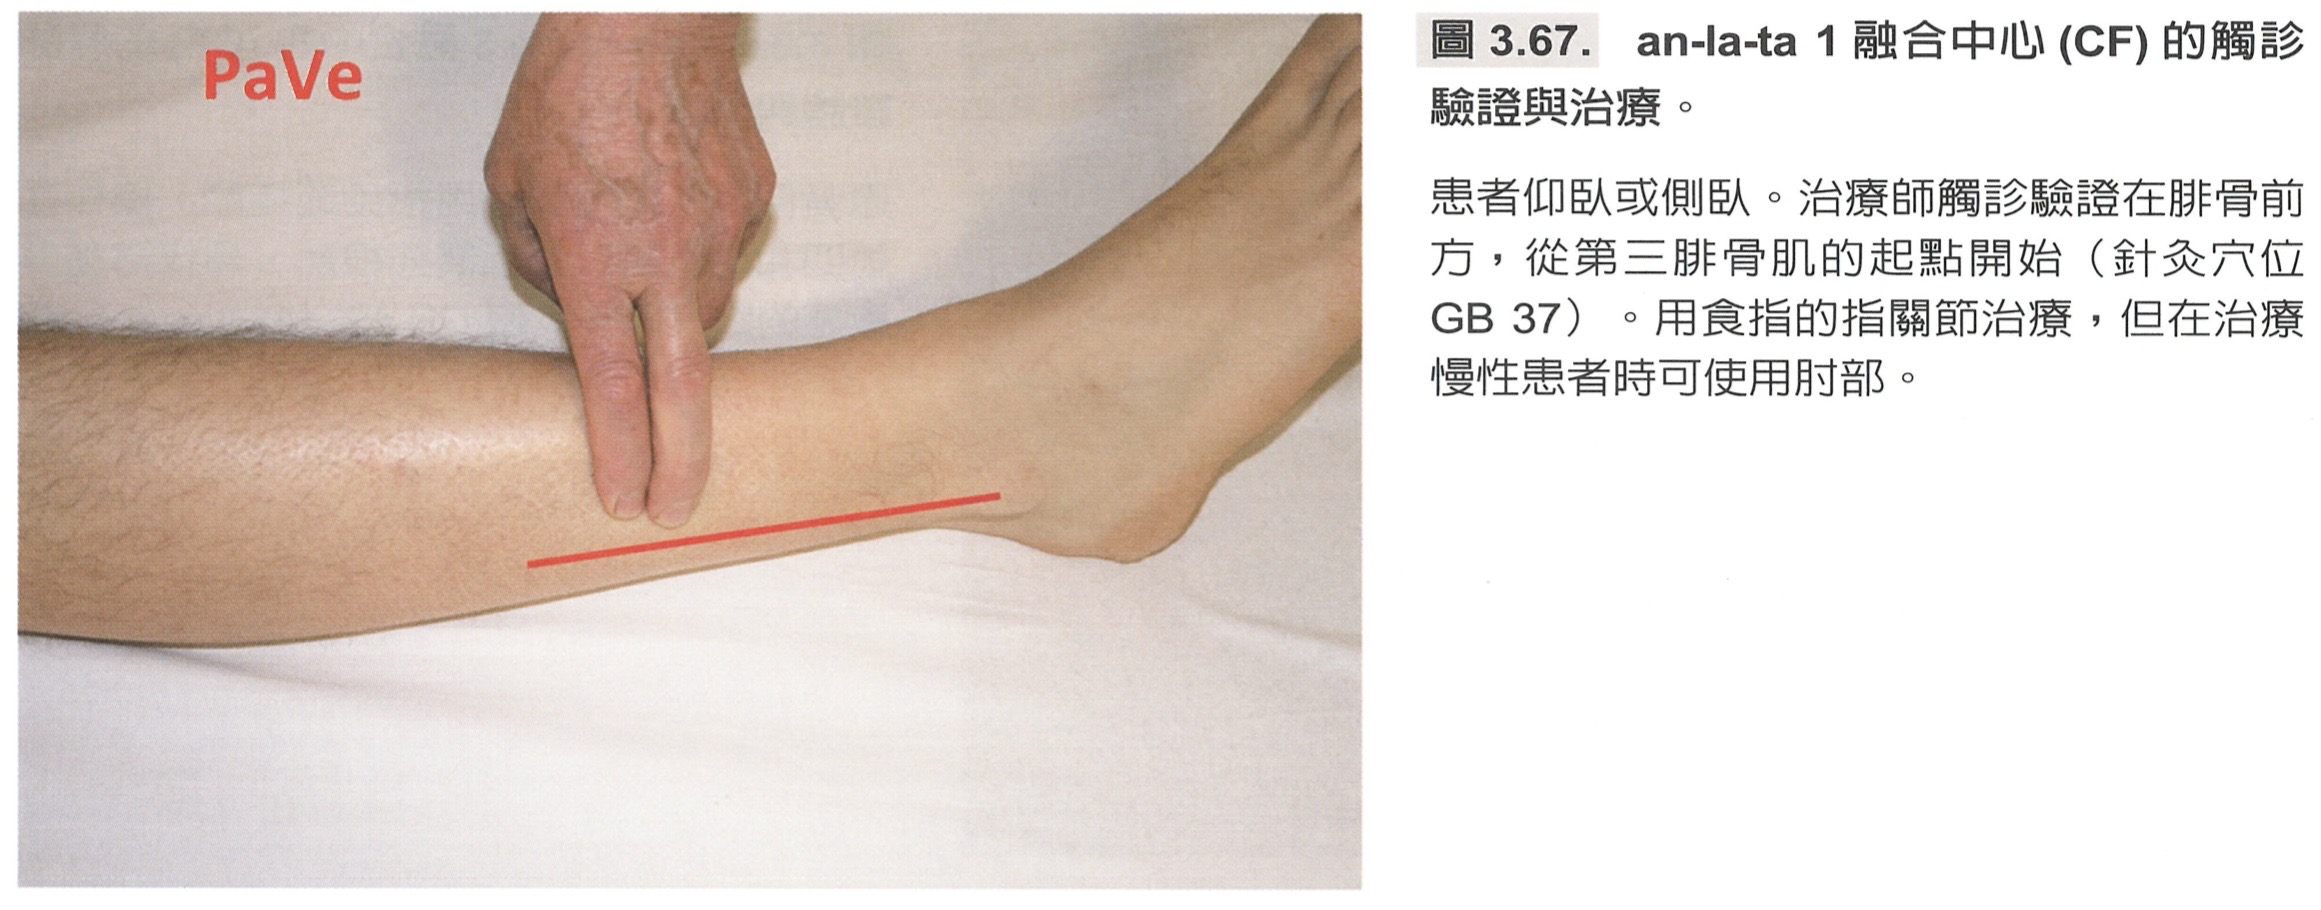 PaVe
圖 3.67. an-la-ta 1 融合中心 (CF) 的觸診
驗證與治療。
患者仰臥或側臥。治療師觸診驗證在腓骨前
方，從第三腓骨肌的起點開始（針灸穴位
GB 37）。用食指的指關節治療，但在治療
慢性患者時可使用肘部。